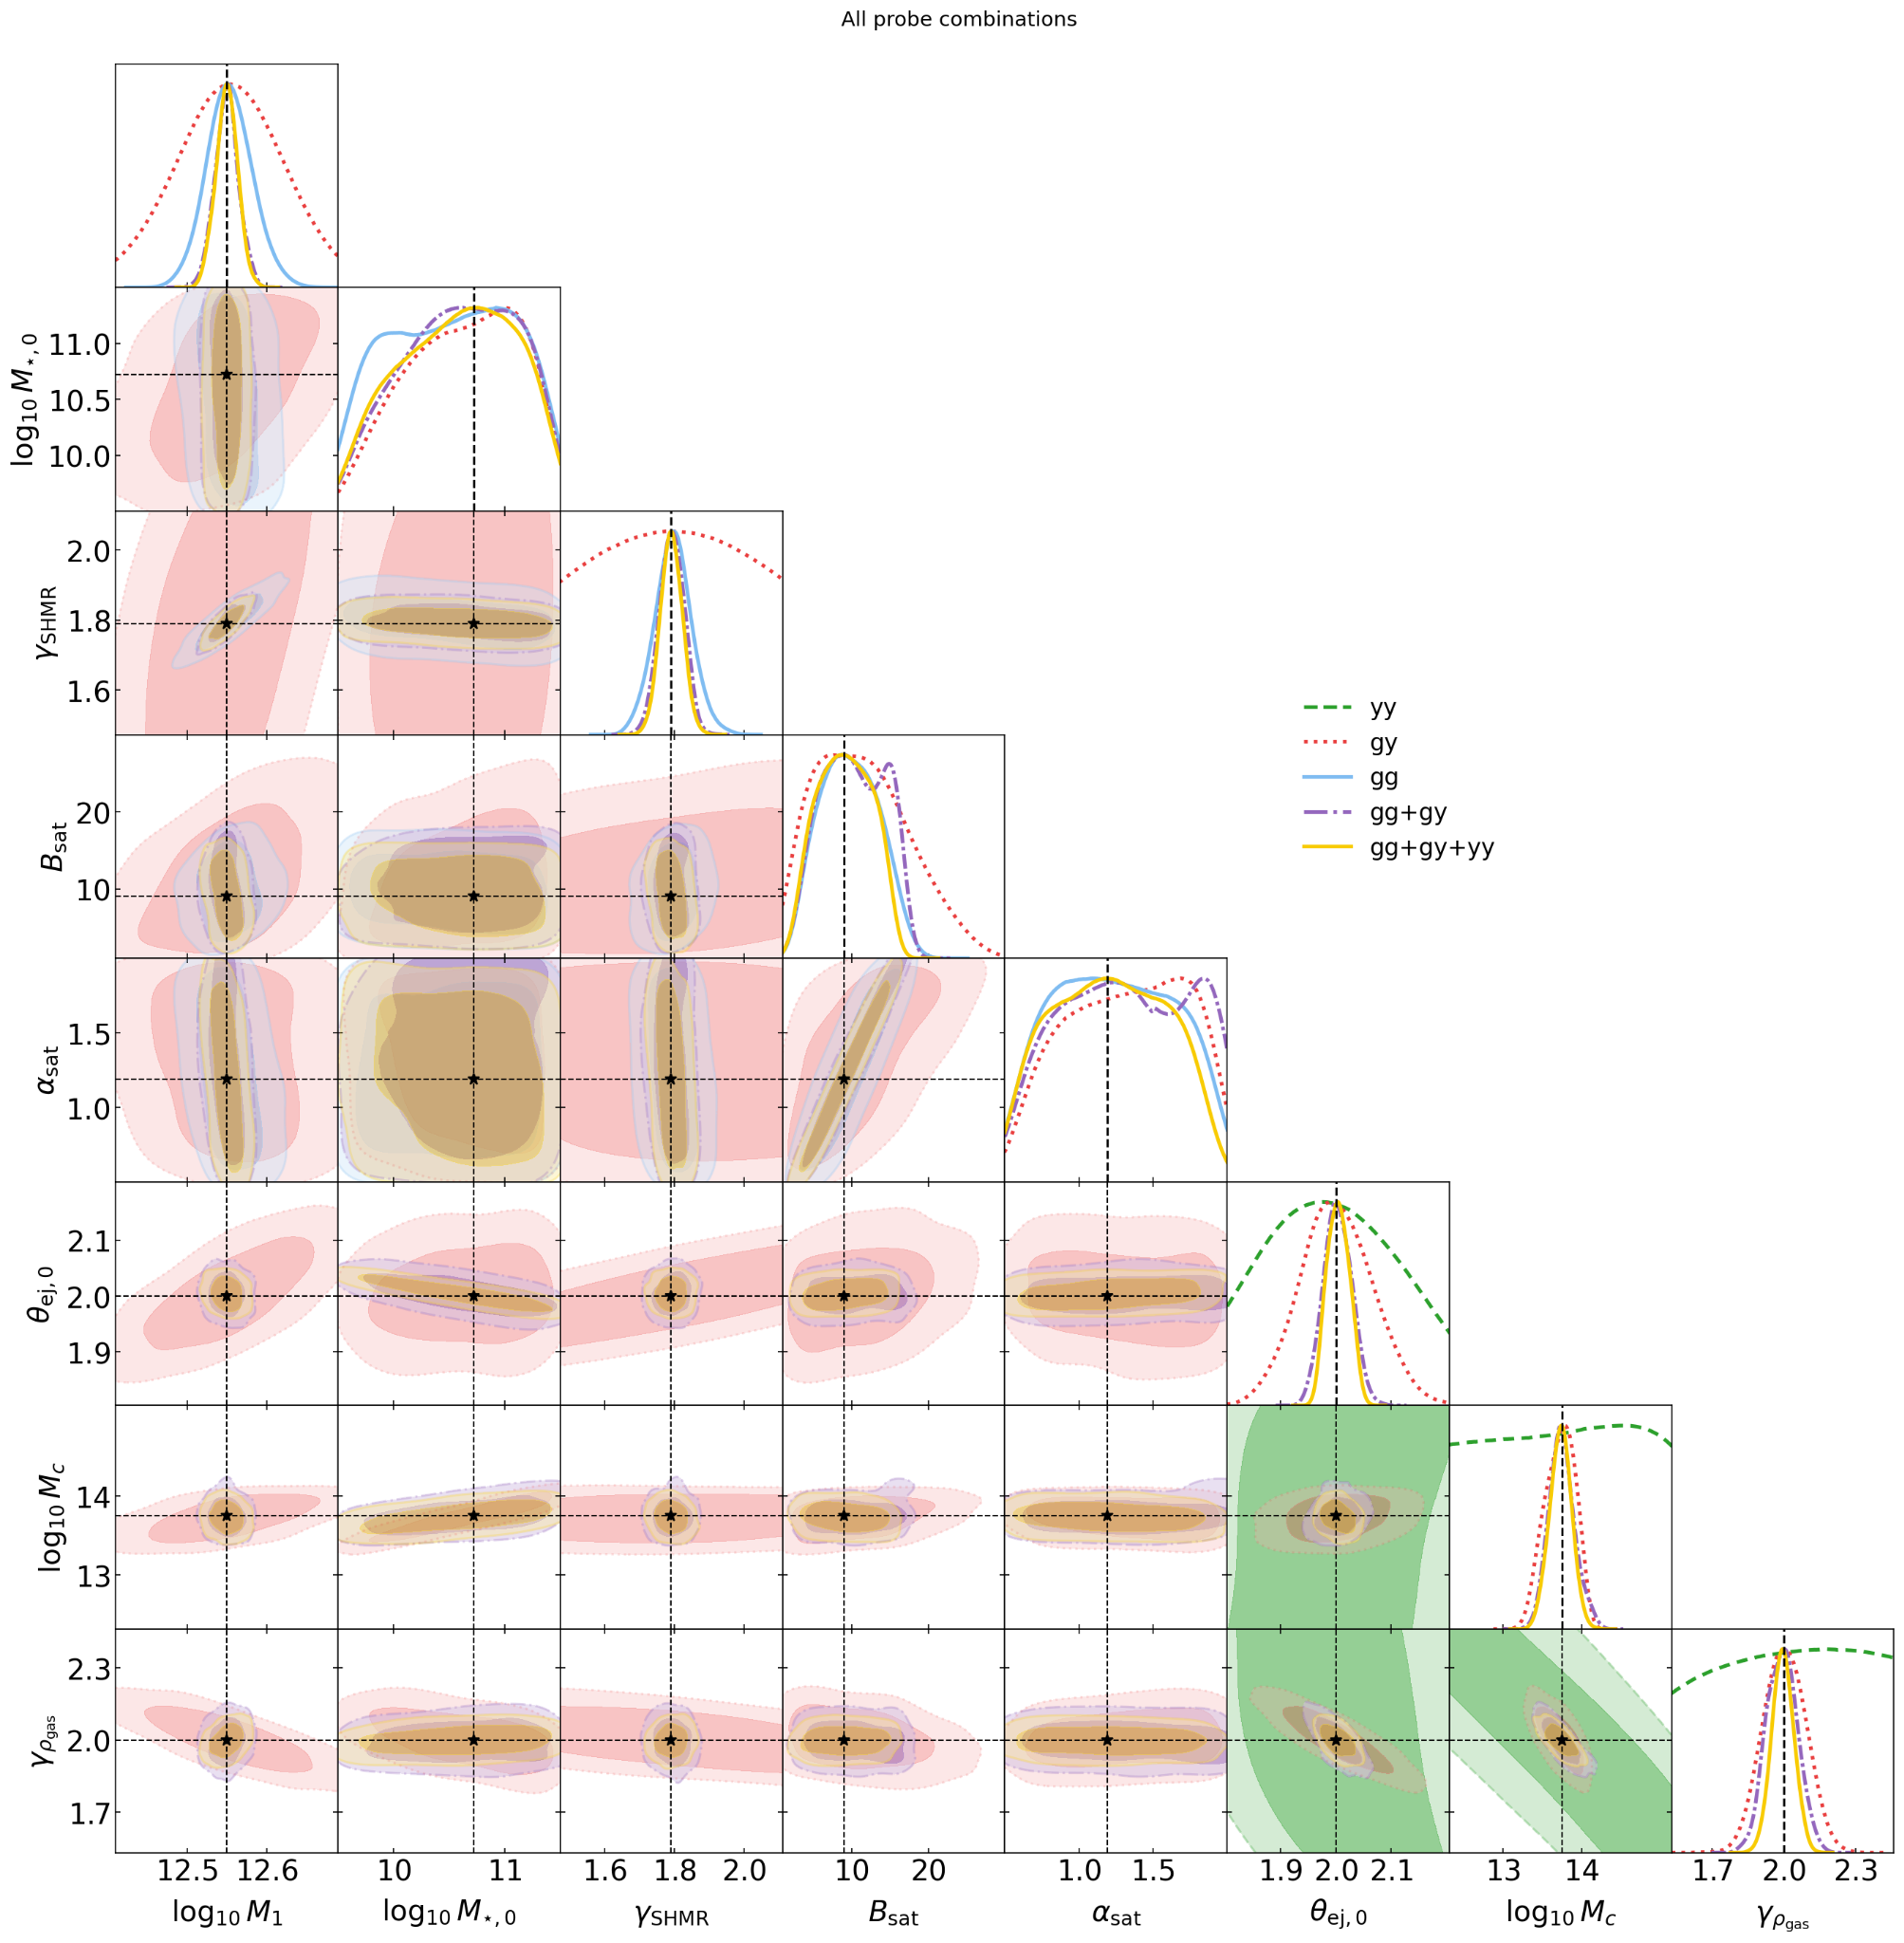 All probe combinations
log₁₀ M⋆,0
11.0
10.5
10.0
γSHMR
2.0
1.8
1.6
yy
gy
gg
gg+gy
gg+gy+yy
Bsat
20
10
αsat
1.5
1.0
θej,0
2.1
2.0
1.9
log₁₀ Mc
14
13
γρgas
2.3
2.0
1.7
12.5 12.6 10 11 1.6 1.8 2.0 10 20 1.0 1.5 1.9 2.0 2.1 13 14 1.7 2.0 2.3
log₁₀ M₁ log₁₀ M⋆,0 γSHMR Bsat αsat θej,0 log₁₀ Mc γρgas